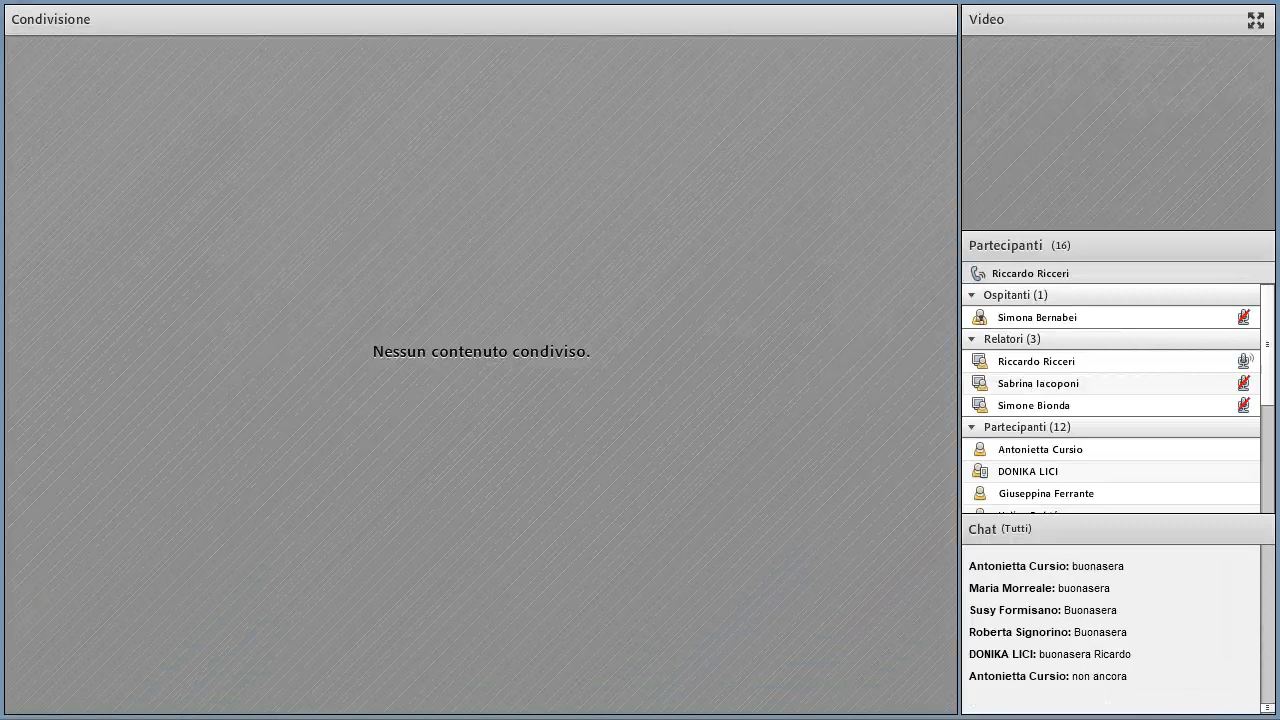 Condivisione
Nessun contenuto condiviso.
Video
Partecipanti (16)
Riccardo Ricceri
Ospitanti (1)
Simona Bernabei
Relatori (3)
Riccardo Ricceri
Sabrina Iacoponi
Simone Bionda
Partecipanti (12)
Antonietta Cursio
DONIKA LICI
Giuseppina Ferrante
Chat (Tutti)
Antonietta Cursio: buonasera
Maria Morreale: buonasera
Susy Formisano: Buonasera
Roberta Signorino: Buonasera
DONIKA LICI: buonasera Ricardo
Antonietta Cursio: non ancora